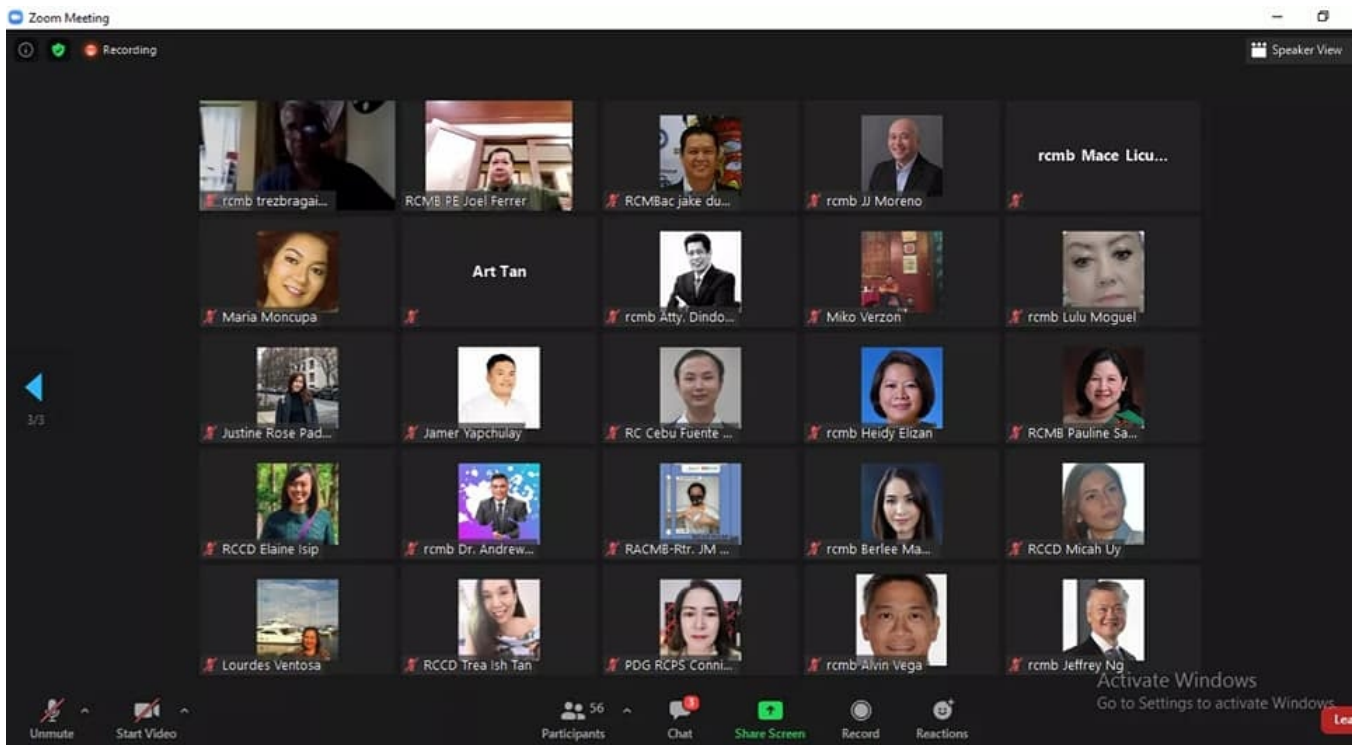 Zoom Meeting
Recording
Speaker View
rcmb trezbragai...
RCMB PE Joel Ferrer
RCMBac jake du...
rcmb JJ Moreno
rcmb Mace Licu...
Maria Moncupa
Art Tan
rcmb Atty. Dindo...
Miko Verzon
rcmb Lulu Moguel
Justine Rose Pad...
Jamer Yapchulay
RC Cebu Fuente ...
rcmb Heidy Elizan
RCMB Pauline Sa...
RCCD Elaine Isip
rcmb Dr. Andrew...
RACMB-Rtr. JM ...
rcmb Berlee Ma...
RCCD Micah Uy
Lourdes Ventosa
RCCD Trea Ish Tan
PDG RCPS Conni...
rcmb Alvin Vega
rcmb Jeffrey Ng
3/3
Activate Windows
Go to Settings to activate Windows.
Unmute
Start Video
56
Participants
3
Chat
Share Screen
Record
Reactions
Lea